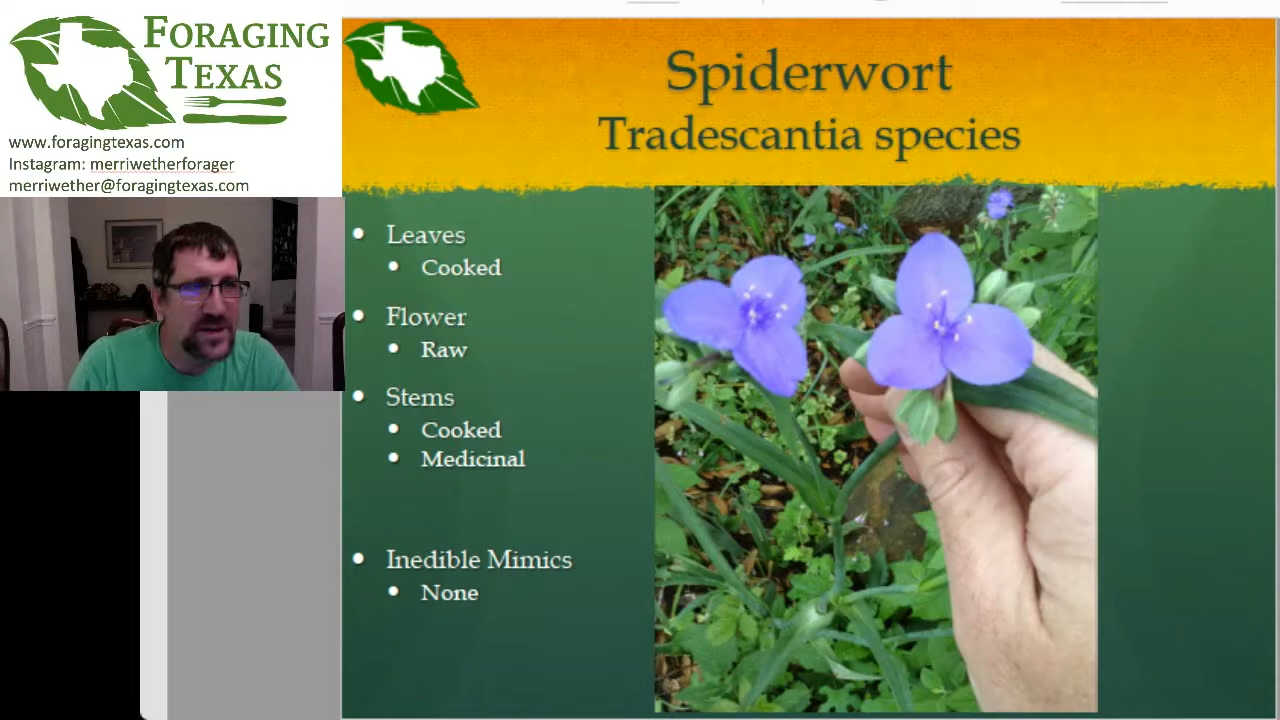 FORAGING
TEXAS
www.foragingtexas.com
Instagram: merriwetherforager
merriwether@foragingtexas.com
Spiderwort
Tradescantia species
• Leaves
• Cooked
• Flower
• Raw
• Stems
• Cooked
• Medicinal
• Inedible Mimics
• None